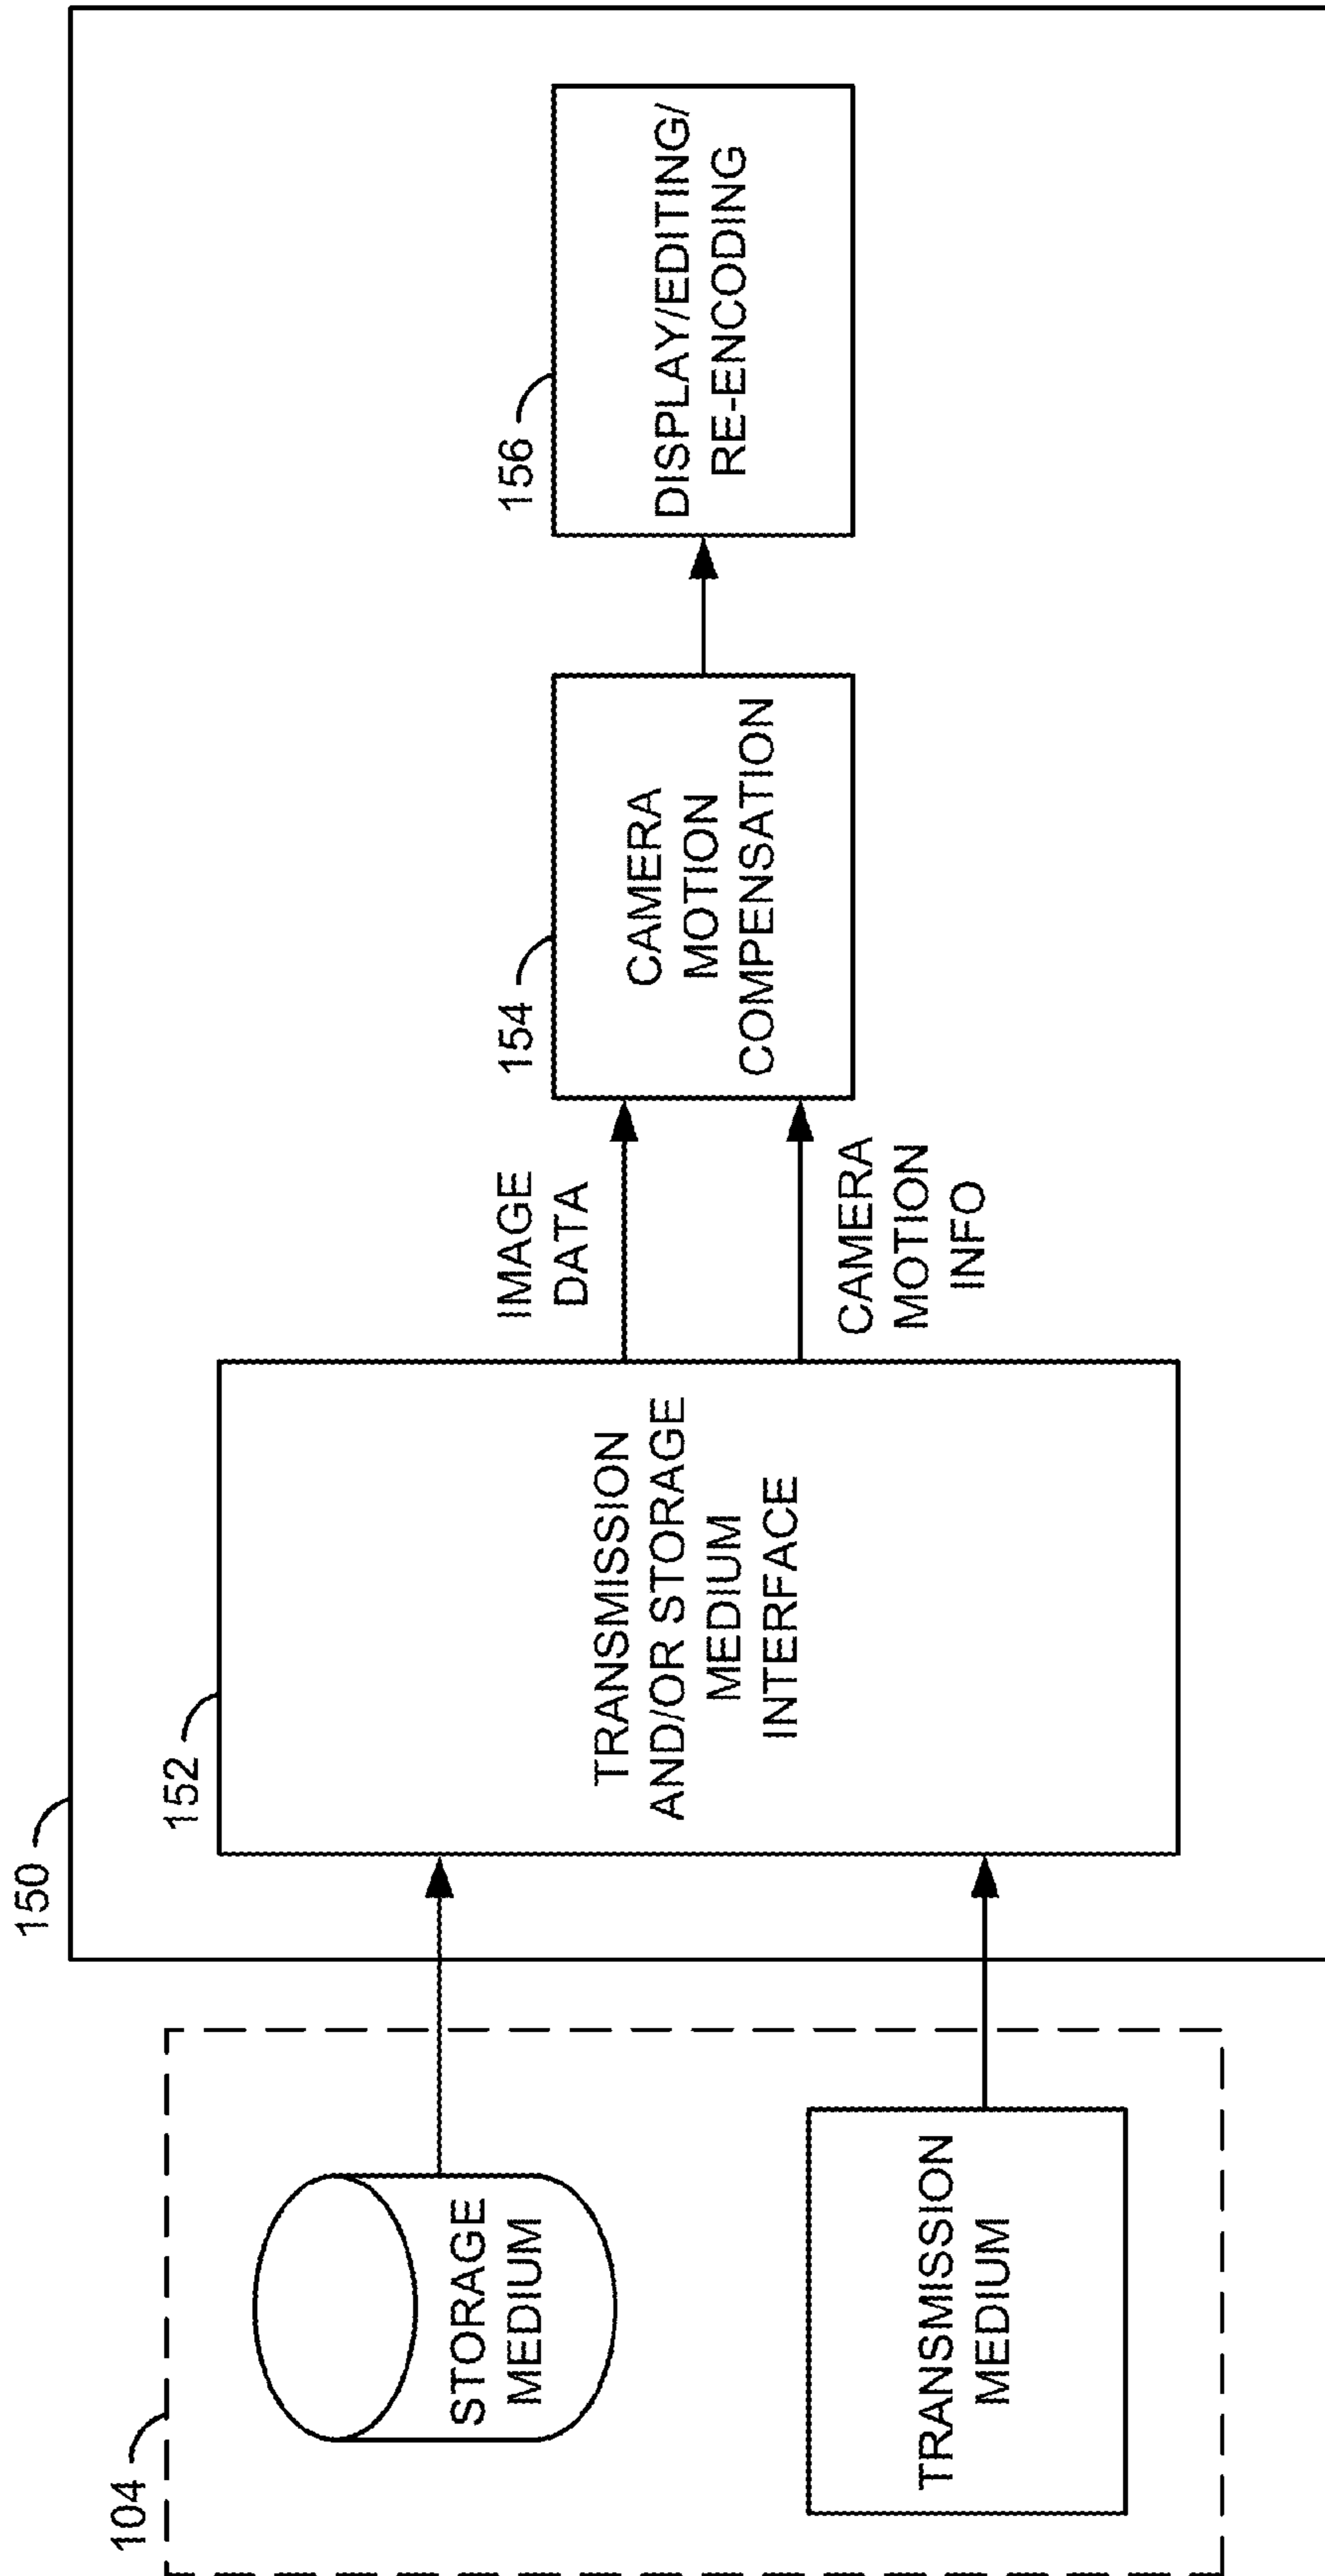 104
STORAGE
MEDIUM
TRANSMISSION
MEDIUM
150
152
TRANSMISSION
AND/OR STORAGE
MEDIUM
INTERFACE
IMAGE
DATA
CAMERA
MOTION
INFO
154
CAMERA
MOTION
COMPENSATION
156
DISPLAY/EDITING/
RE-ENCODING